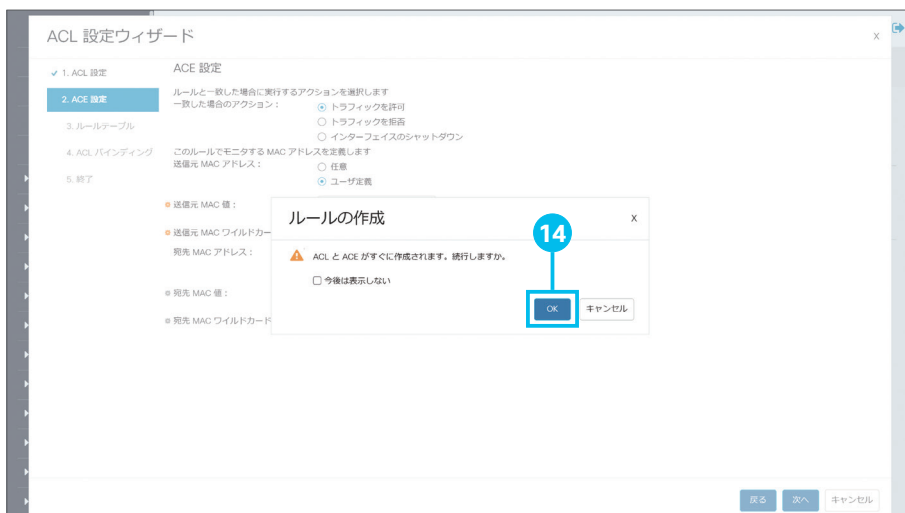 ACL 設定ウィザード
x
1. ACL 設定
2. ACE 設定
3. ルールテーブル
4. ACL バインディング
5. 終了
ACE 設定
ルールと一致した場合に実行するアクションを選択します
一致した場合のアクション：
トラフィックを許可
トラフィックを拒否
インターフェイスのシャットダウン
このルールでモニタする MAC アドレスを定義します
送信元 MAC アドレス：
任意
ユーザ定義
送信元 MAC 値：
送信元 MAC ワイルドカー
宛先 MAC アドレス：
宛先 MAC 値：
宛先 MAC ワイルドカード
ルールの作成
x
14
ACL と ACE がすぐに作成されます。続行しますか。
今後は表示しない
OK
キャンセル
戻る
次へ
キャンセル